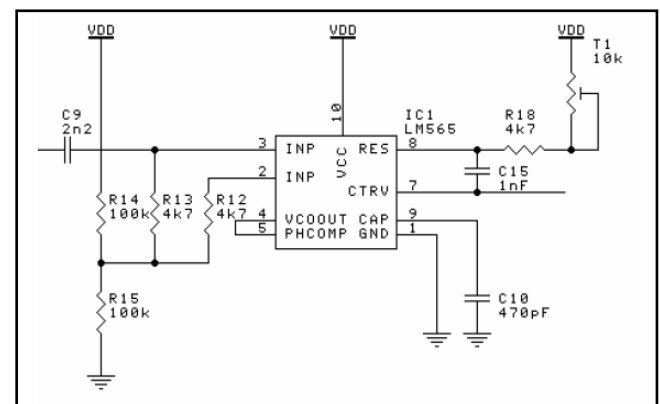 VDD VDD VDD
T1
10k
C9
2n2
10
IC1
LM565
R18
4k7
3 INP VCC RES 8
2 INP
C15
1nF
CTRV 7
R14
100k
R13
4k7
R12
4k7
4 VCOOUT CAP 9
5 PHCOMP GND 1
R15
100k
C10
470pF